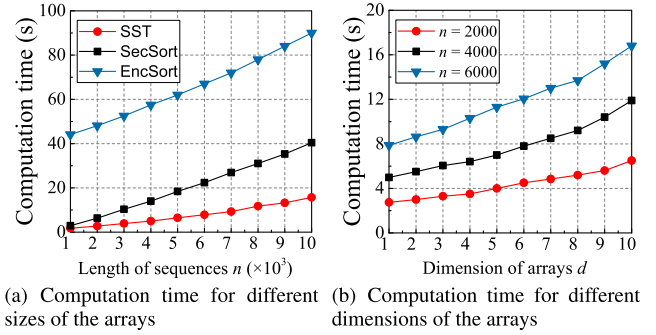 100
80
60
40
20
0
Computation time (s)
SST
SecSort
EncSort
1 2 3 4 5 6 7 8 9 10
Length of sequences n (×10³)
20
16
12
8
4
0
Computation time (s)
n = 2000
n = 4000
n = 6000
1 2 3 4 5 6 7 8 9 10
Dimension of arrays d
(a) Computation time for different
sizes of the arrays
(b) Computation time for different
dimensions of the arrays